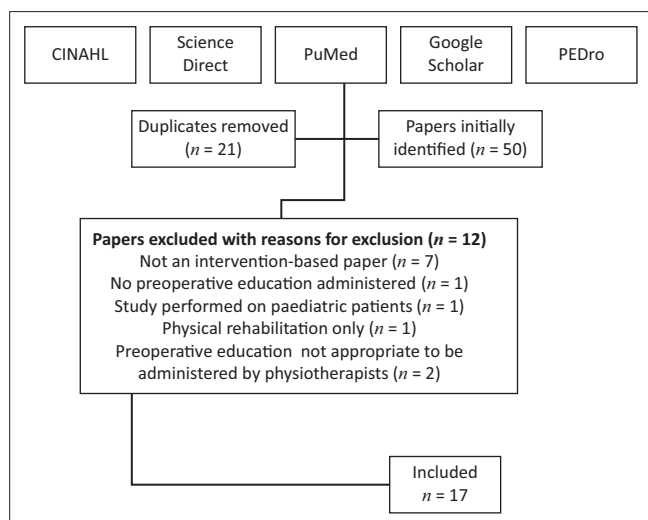 CINAHL
Science
Direct
PuMed
Google
Scholar
PEDro
Duplicates removed
(n = 21)
Papers initially
identified (n = 50)
Papers excluded with reasons for exclusion (n = 12)
Not an intervention-based paper (n = 7)
No preoperative education administered (n = 1)
Study performed on paediatric patients (n = 1)
Physical rehabilitation only (n = 1)
Preoperative education not appropriate to be
administered by physiotherapists (n = 2)
Included
n = 17